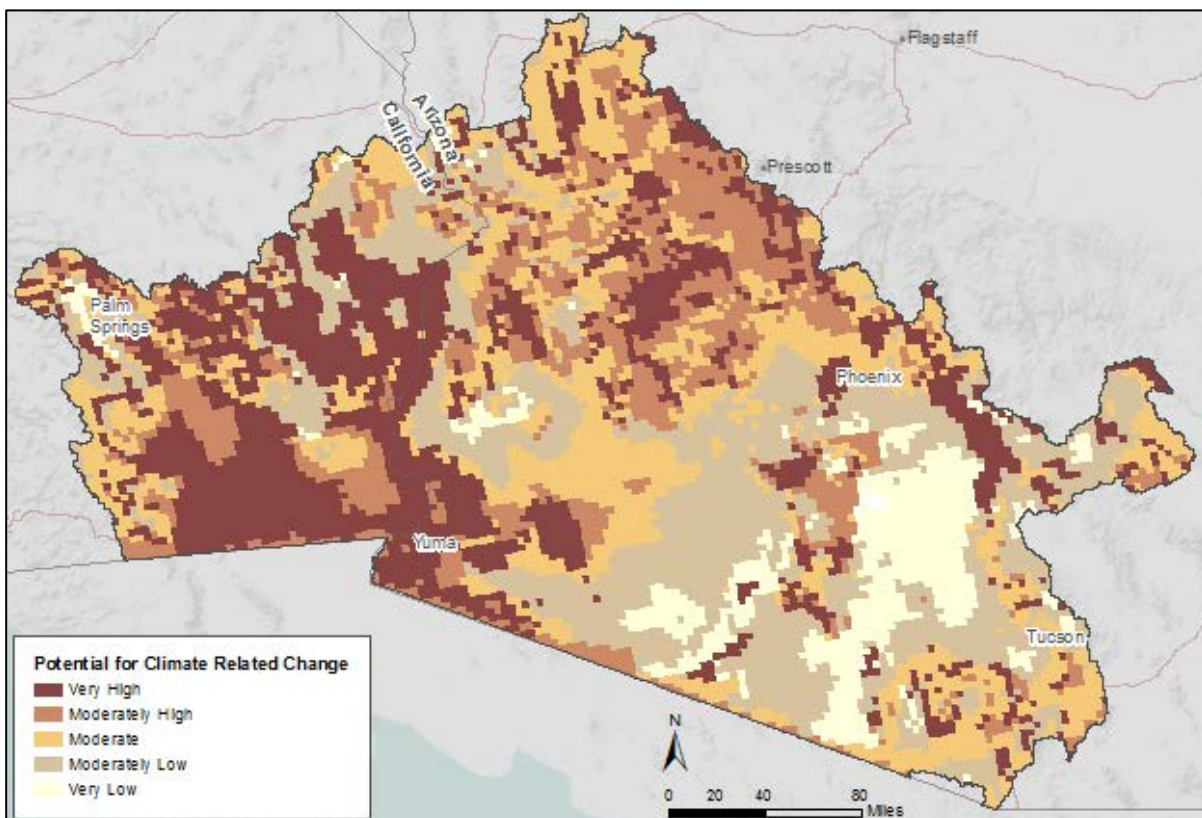 Flagstaff
Arizona
California
Prescott
Palm
Springs
Phoenix
Yuma
Tucson
Potential for Climate Related Change
Very High
Moderately High
Moderate
Moderately Low
Very Low
N
0 20 40 80
Miles